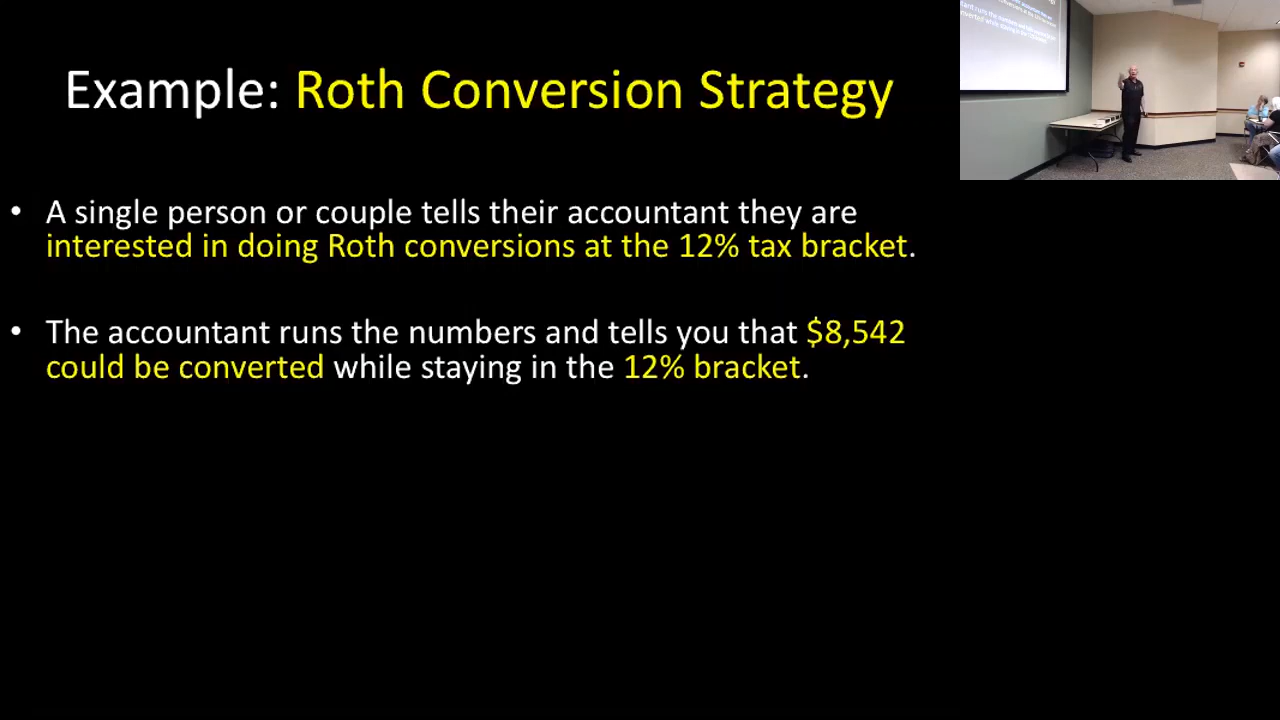 Example: Roth Conversion Strategy
• A single person or couple tells their accountant they are
interested in doing Roth conversions at the 12% tax bracket.
• The accountant runs the numbers and tells you that $8,542
could be converted while staying in the 12% bracket.